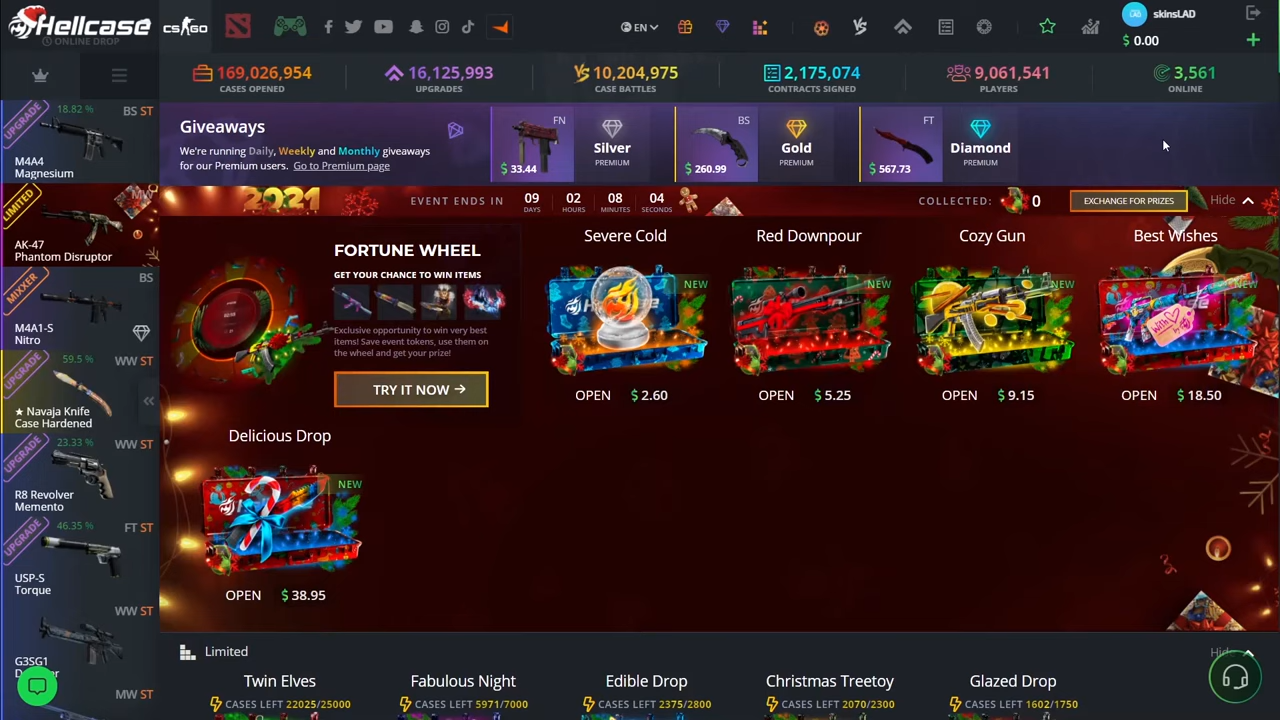 Hellcase
ONLINE DROP
CS:GO
EN
skinsLAD
$ 0.00
169,026,954
CASES OPENED
16,125,993
UPGRADES
10,204,975
CASE BATTLES
2,175,074
CONTRACTS SIGNED
9,061,541
PLAYERS
3,561
ONLINE
UPGRADE
18.82 %
BS ST
M4A4
Magnesium
LIMITED
MW
AK-47
Phantom Disruptor
MIXXER
BS
M4A1-S
Nitro
UPGRADE
59.5 %
WW ST
★ Navaja Knife
Case Hardened
UPGRADE
23.33 %
WW ST
R8 Revolver
Memento
UPGRADE
46.35 %
FT ST
USP-S
Torque
WW ST
G3SG1
MW ST
Giveaways
We're running Daily, Weekly and Monthly giveaways
for our Premium users. Go to Premium page
FN
$ 33.44
Silver
PREMIUM
BS
$ 260.99
Gold
PREMIUM
FT
$ 567.73
Diamond
PREMIUM
2021
EVENT ENDS IN
09
DAYS
02
HOURS
08
MINUTES
04
SECONDS
COLLECTED:
0
EXCHANGE FOR PRIZES
Hide
FORTUNE WHEEL
GET YOUR CHANCE TO WIN ITEMS
Exclusive opportunity to win very best
items! Save event tokens, use them on
the wheel and get your prize!
TRY IT NOW
Severe Cold
NEW
OPEN $ 2.60
Red Downpour
NEW
OPEN $ 5.25
Cozy Gun
NEW
OPEN $ 9.15
Best Wishes
NEW
OPEN $ 18.50
Delicious Drop
NEW
OPEN $ 38.95
Limited
Hide
Twin Elves
CASES LEFT 22025/25000
Fabulous Night
CASES LEFT 5971/7000
Edible Drop
CASES LEFT 2375/2800
Christmas Treetoy
CASES LEFT 2070/2300
Glazed Drop
CASES LEFT 1602/1750